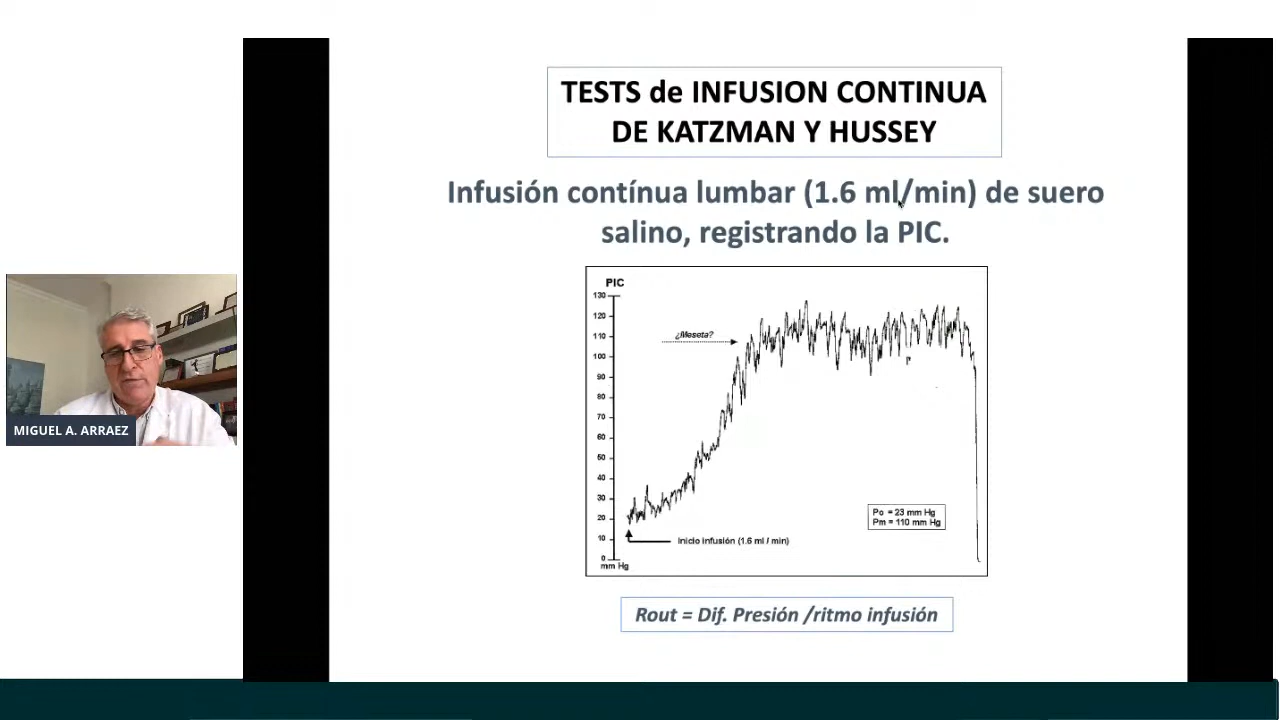 TESTS de INFUSION CONTINUA
DE KATZMAN Y HUSSEY
Infusión contínua lumbar (1.6 ml/min) de suero
salino, registrando la PIC.
PIC
130
120
110
100
90
80
70
60
50
40
30
20
10
0
mm Hg
¿Meseta?
Inicio infusión (1.6 ml / min)
Po = 23 mm Hg
Pm = 110 mm Hg
Rout = Dif. Presión /ritmo infusión
MIGUEL A. ARRAEZ